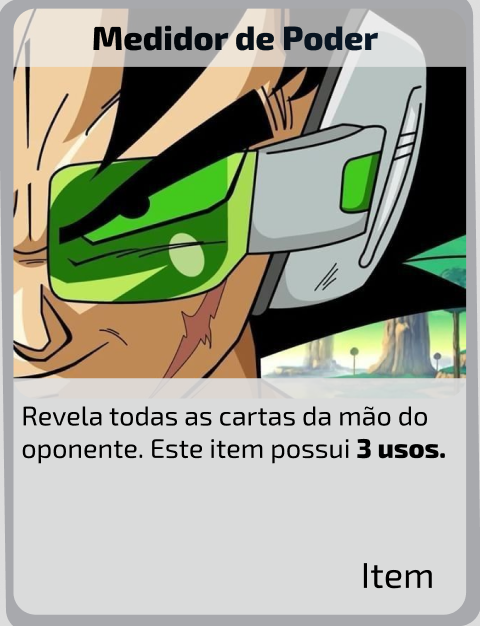 Medidor de Poder
Revela todas as cartas da mão do
oponente. Este item possui 3 usos.
Item